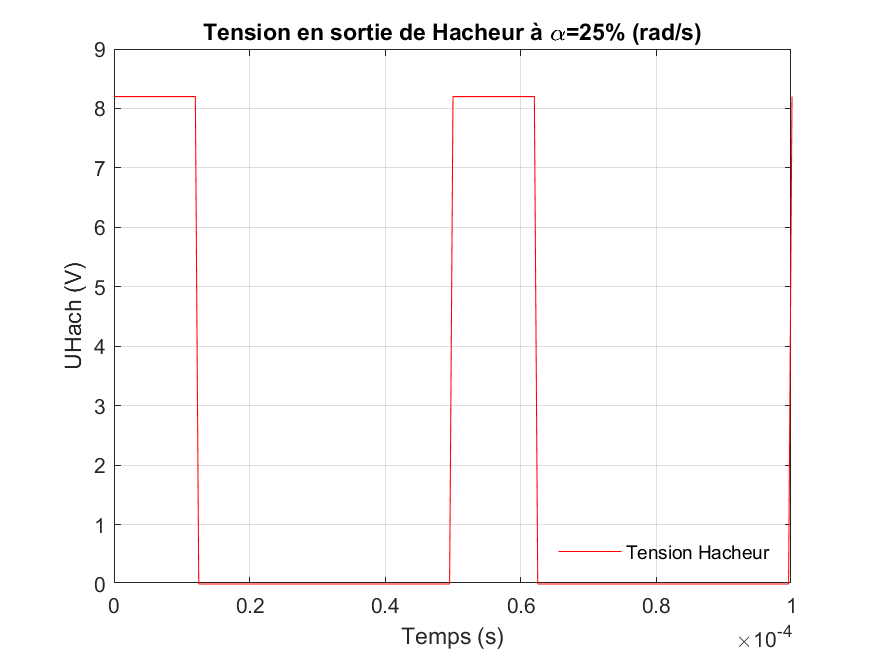 Tension en sortie de Hacheur à α=25% (rad/s)
9
8
7
6
5
4
3
2
1
0
UHach (V)
Tension Hacheur
0 0.2 0.4 0.6 0.8 1
Temps (s)
×10-4